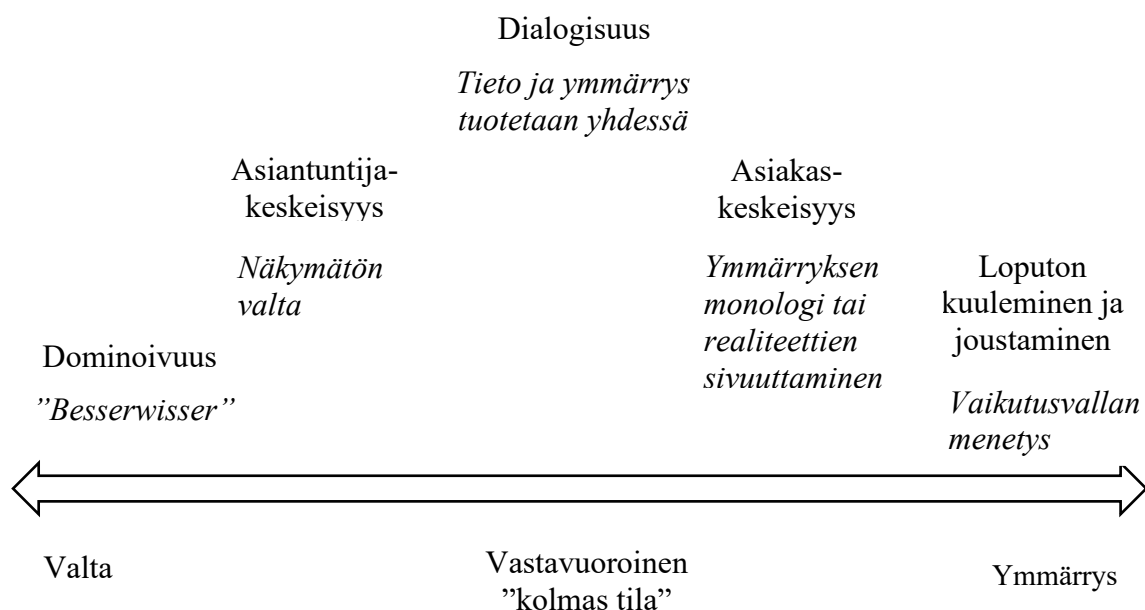 Dialogisuus
Tieto ja ymmärrys
tuotetaan yhdessä
Asiantuntija-
keskeisyys
Näkymätön
valta
Asiakas-
keskeisyys
Ymmärryksen
monologi tai
realiteettien
sivuuttaminen
Loputon
kuuleminen ja
joustaminen
Vaikutusvallan
menetys
Dominoivuus
”Besserwisser”
Valta
Vastavuoroinen
”kolmas tila”
Ymmärrys